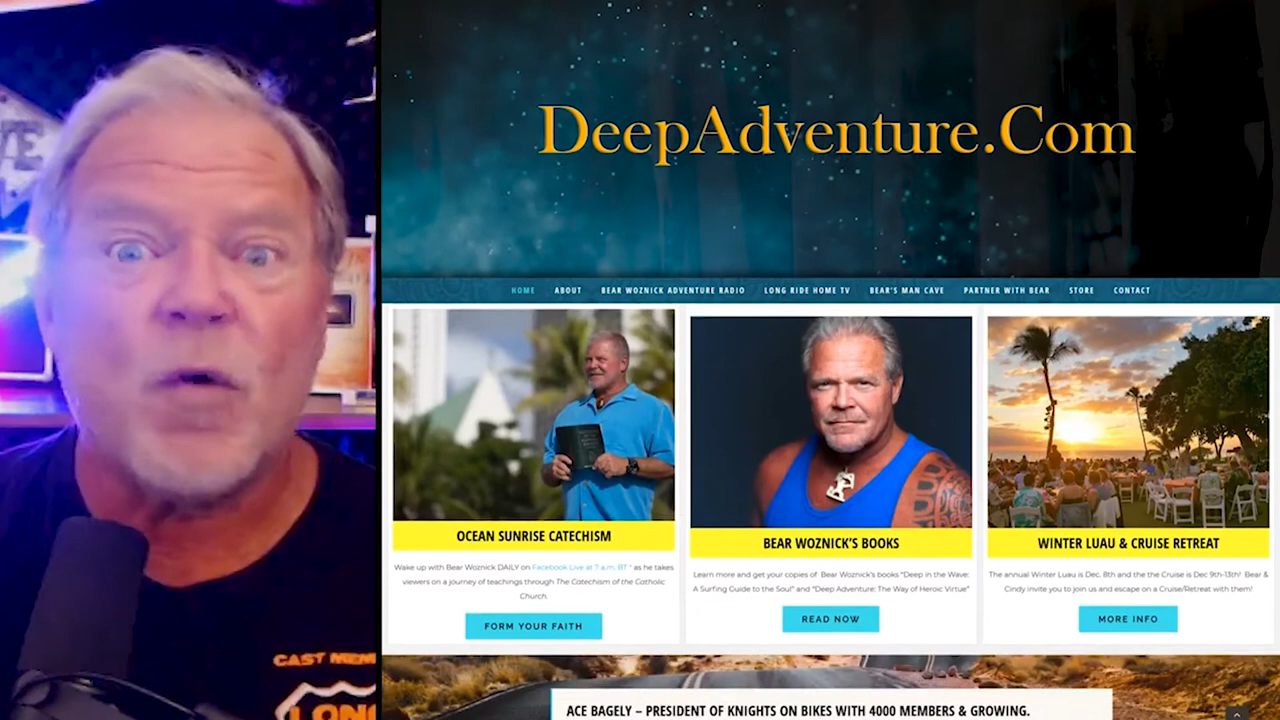 DeepAdventure.Com
HOME ABOUT BEAR WOZNICK ADVENTURE RADIO LONG RIDE HOME TV BEAR'S MAN CAVE PARTNER WITH BEAR STORE CONTACT
OCEAN SUNRISE CATECHISM
Wake up with Bear Woznick DAILY on Facebook Live at 7 a.m. BT * as he takes
viewers on a journey of teachings through The Catechism of the Catholic
Church.
FORM YOUR FAITH
BEAR WOZNICK'S BOOKS
Learn more and get your copies of Bear Woznick's books "Deep in the Wave:
A Surfing Guide to the Soul" and "Deep Adventure: The Way of Heroic Virtue"
READ NOW
WINTER LUAU & CRUISE RETREAT
The annual Winter Luau is Dec. 8th and the the Cruise is Dec 9th-13th! Bear &
Cindy invite you to join us and escape on a Cruise/Retreat with them!
MORE INFO
ACE BAGELY – PRESIDENT OF KNIGHTS ON BIKES WITH 4000 MEMBERS & GROWING.
CAST MEM
LONG